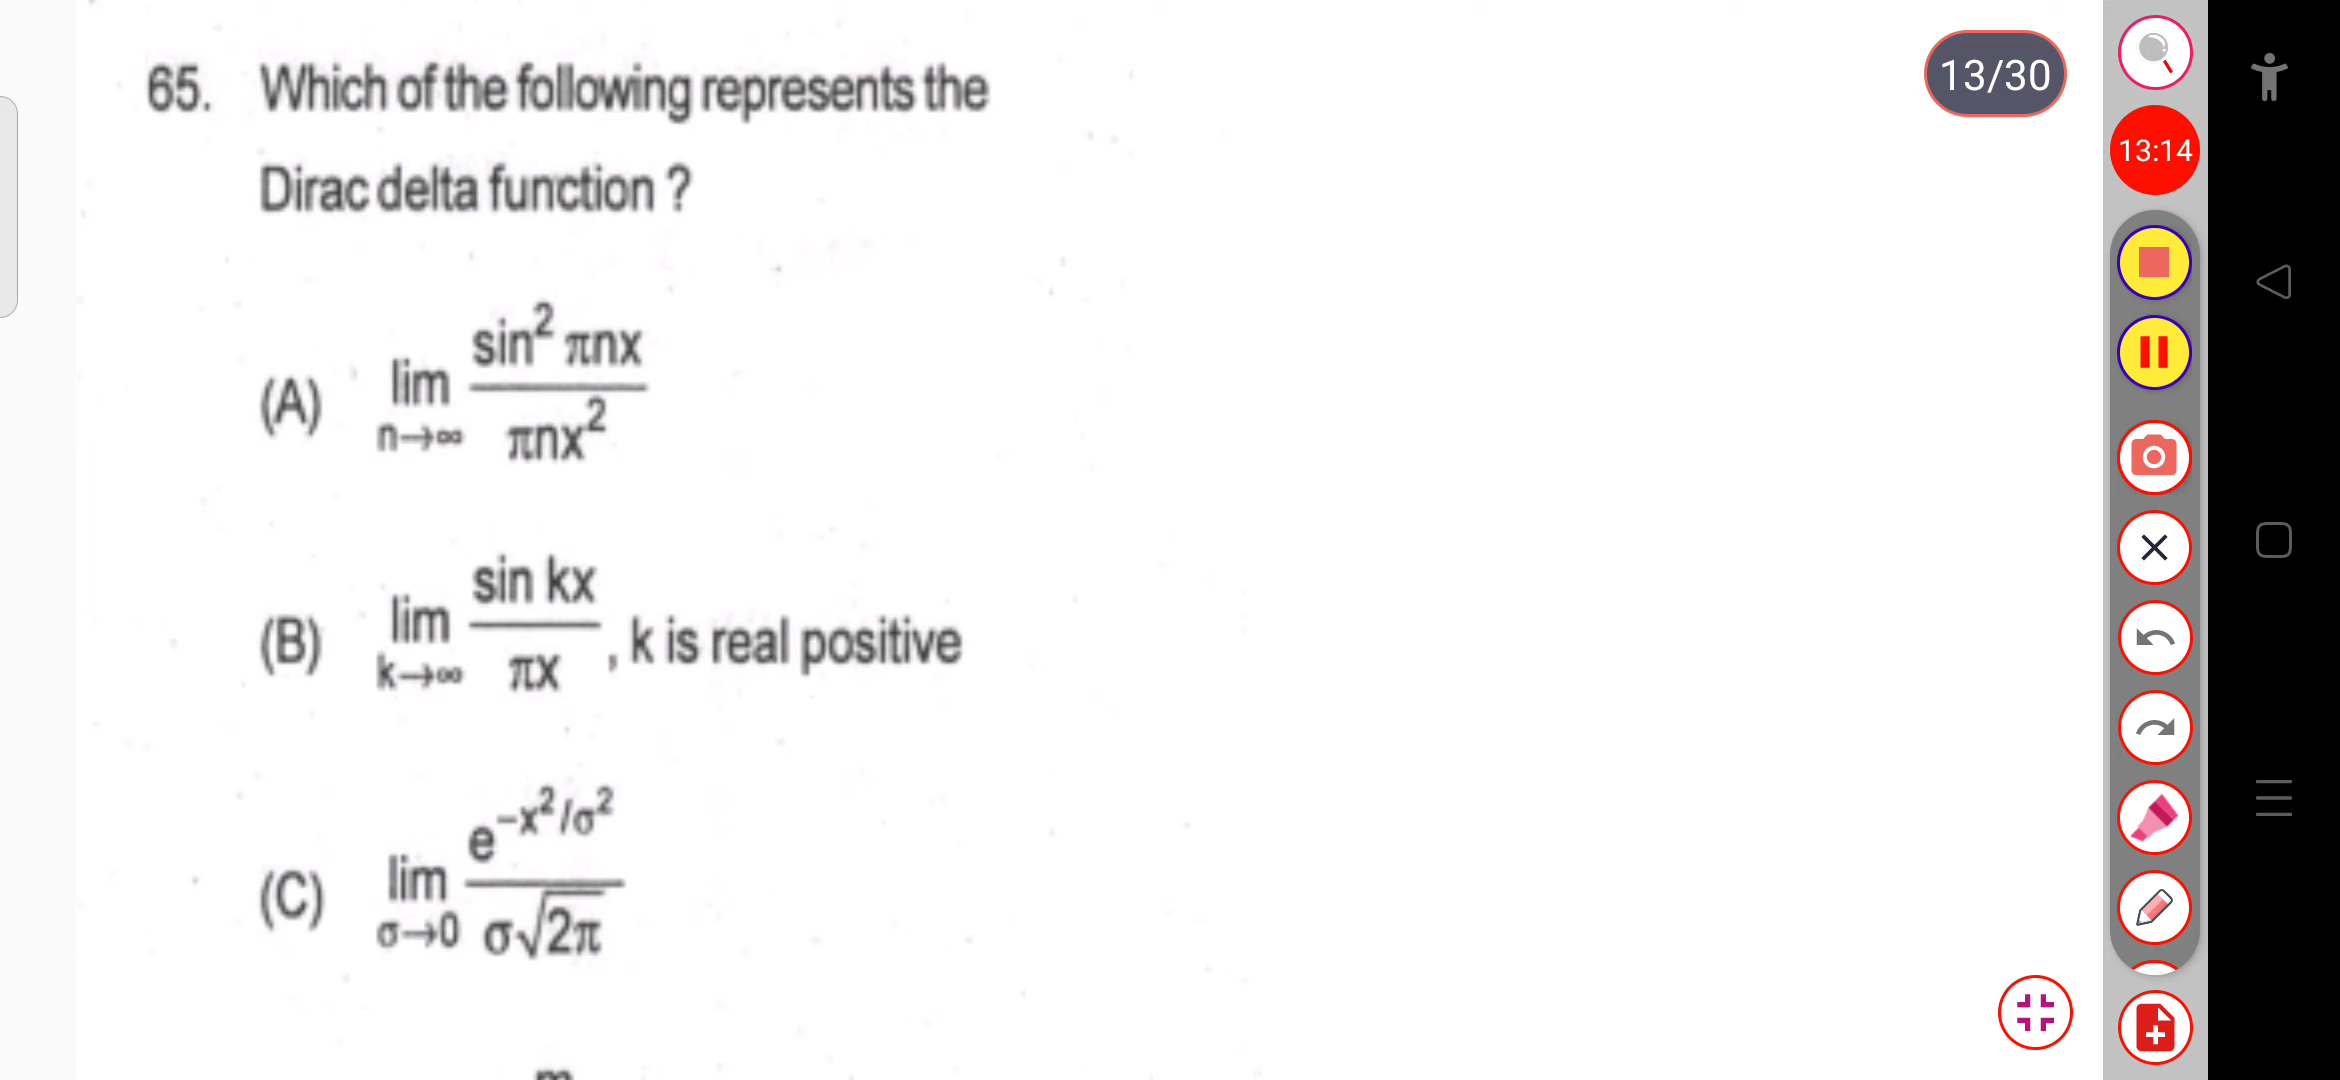 65. Which of the following represents the
Dirac delta function ?
(A) lim n→∞ sin² πnx / πnx²
(B) lim k→∞ sin kx / πx , k is real positive
(C) lim σ→0 e^(−x²/σ²) / σ√2π
13/30
13:14